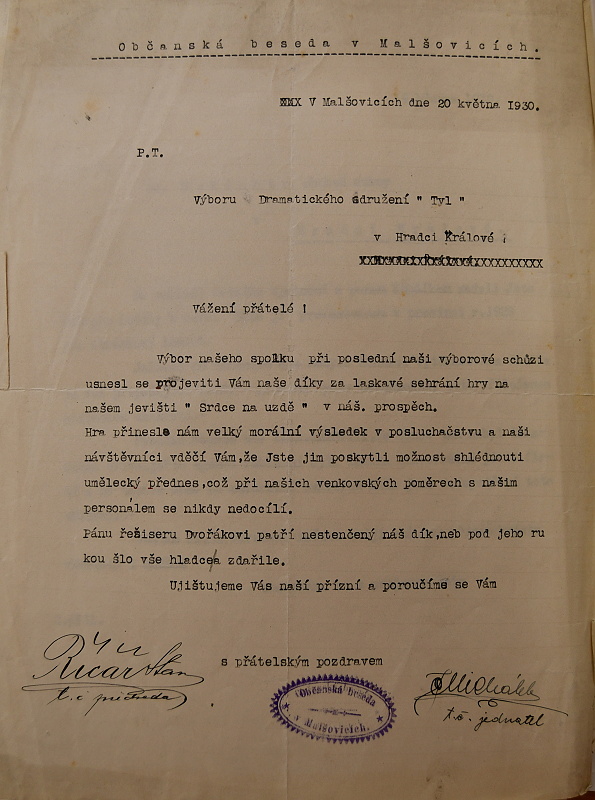 Občanská beseda v Malšovicích.
XXX V Malšovicích dne 20 května 1930.
P.T.
Výboru Dramatického sdružení " Tyl "
v Hradci Králové ;
Vážení přátelé !
Výbor našeho spolku při poslední naši výborové schůzi
usnesl se projeviti Vám naše díky za laskavé sehrání hry na
našem jevišti " Srdce na uzdě " v náš. prospěch.
Hra přinesle nám velký morální výsledek v posluchačstvu a naši
návštěvníci vděčí Vám,že Jste jim poskytli možnost shlédnouti
umělecký přednes,což při našich venkovských poměrech s našim
personálem se nikdy nedocílí.
Pánu řešiseru Dvořákovi patří nestenčený náš dík,neb pod jeho ru
kou šlo vše hladce/a zdařile.
Ujištujeme Vás naší přízní a poroučíme se Vám
s přátelským pozdravem
t.č. předseda
t.č. jednatel
Občanská beseda
v Malšovicích.